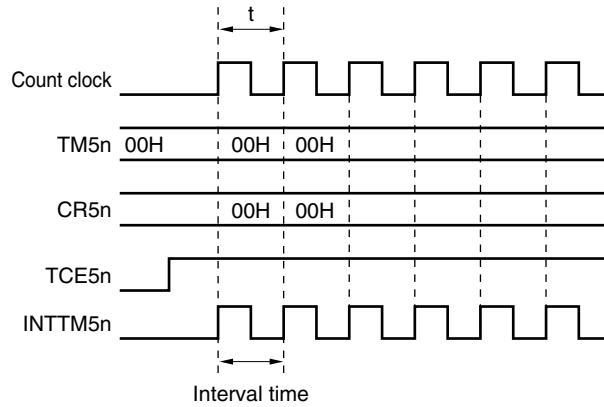 t
Count clock
TM5n 00H 00H 00H
CR5n 00H 00H
TCE5n
INTTM5n
Interval time